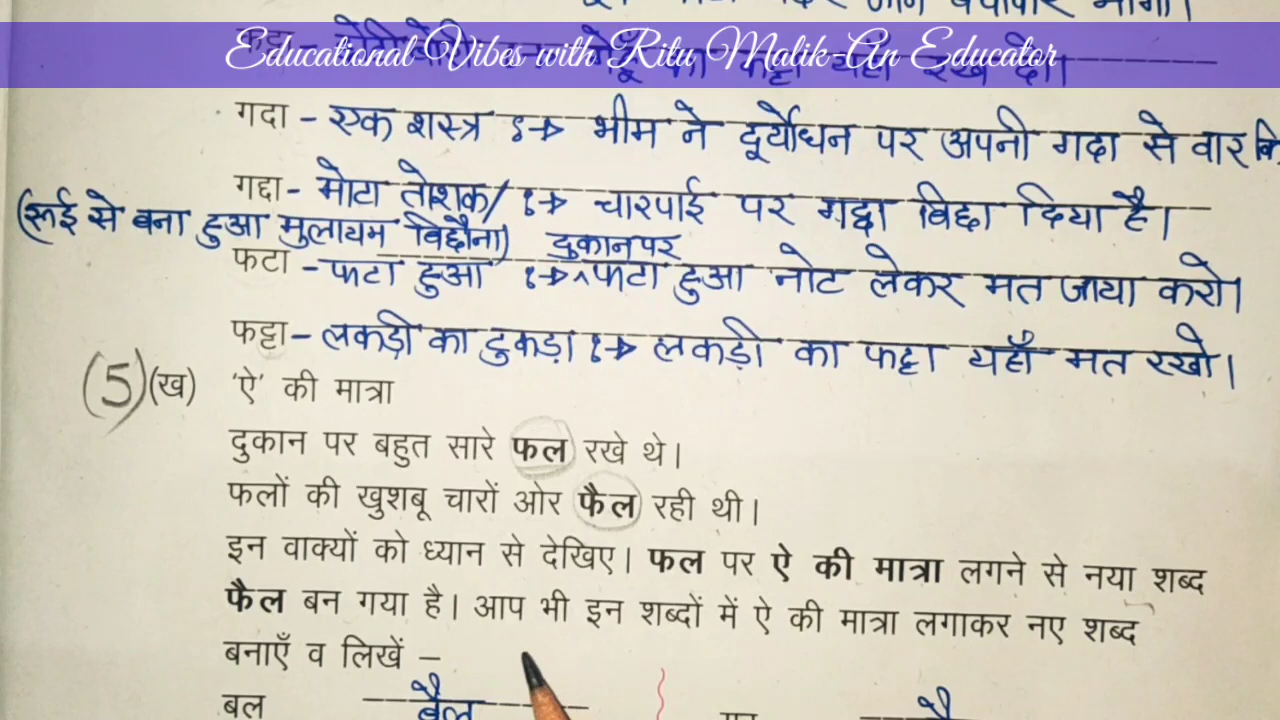 Educational Vibes with Ritu Malik-An Educator
गदा - एक शस्त्र :→ भीम ने दूर्योधन पर अपनी गदा से वार
गद्दा - मोटा तोशक/ :→ चारपाई पर गद्दा बिछा दिया है।
(रूई से बना हुआ मुलायम बिछौना) दुकान पर
फटा - फटा हुआ :→ ^फटा हुआ नोट लेकर मत जाया करो।
फट्टा - लकड़ी का टुकड़ा :→ लकड़ी का फट्टा यहाँ मत रखो।
(5) (ख) 'ऐ' की मात्रा
दुकान पर बहुत सारे फल रखे थे।
फलों की खुशबू चारों ओर फैल रही थी।
इन वाक्यों को ध्यान से देखिए। फल पर ऐ की मात्रा लगने से नया शब्द
फैल बन गया है। आप भी इन शब्दों में ऐ की मात्रा लगाकर नए शब्द
बनाएँ व लिखें –
बल बैल